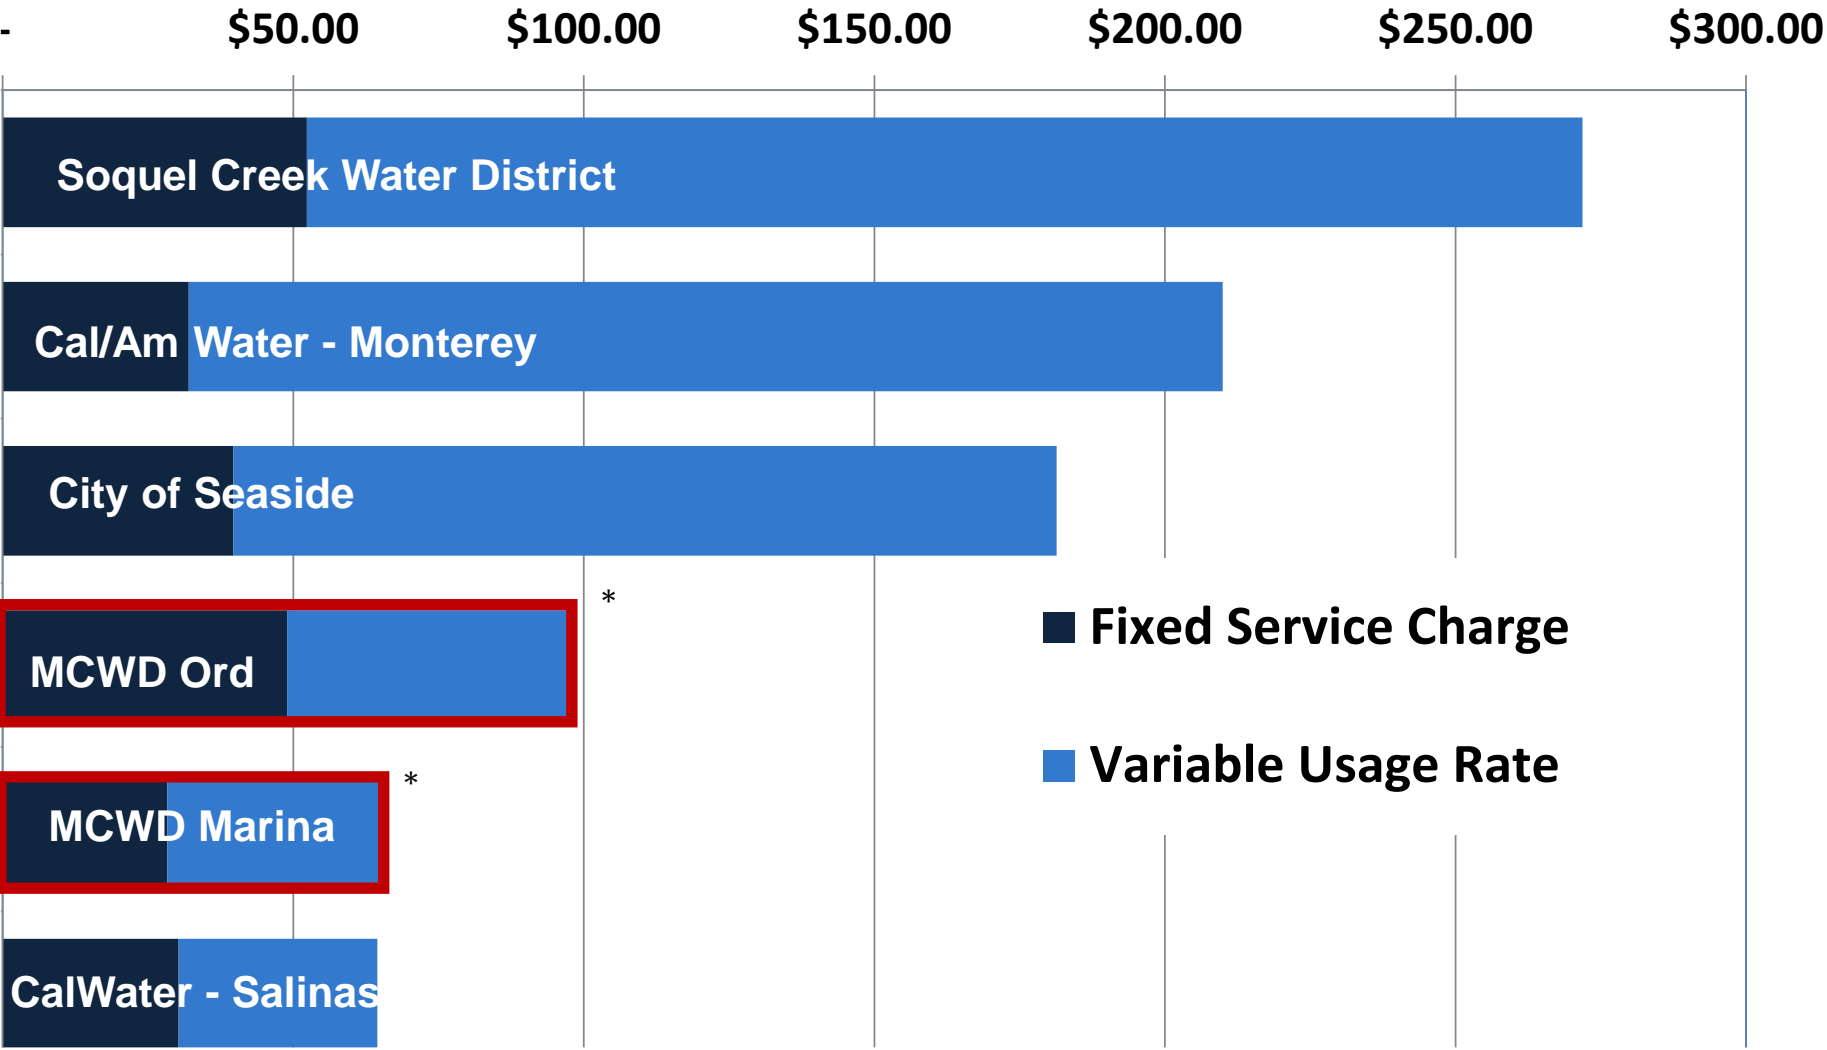 - $50.00 $100.00 $150.00 $200.00 $250.00 $300.00
Soquel Creek Water District
Cal/Am Water - Monterey
City of Seaside
*
Fixed Service Charge
MCWD Ord
Variable Usage Rate
*
MCWD Marina
CalWater - Salinas